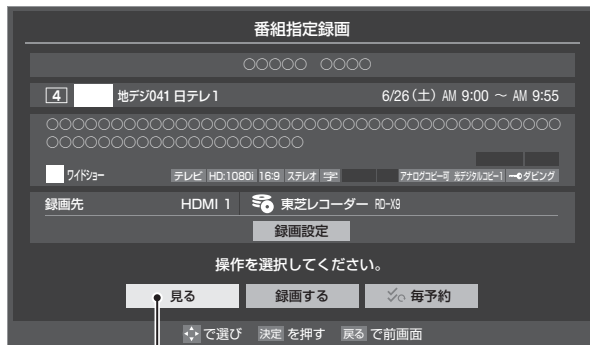 番組指定録画
○○○○○ ○○○○
4 地デジ041 日テレ1 6/26(土) AM 9:00 ～ AM 9:55
○○○○○○○○○○○○○○○○○○○○○○○○○○○○○○○○○○○○
○○○○○○○○○○○○○○○○○○
ワイドショー テレビ HD:1080i 16:9 ステレオ 字 アナログコピー可 光デジタルコピー1 ダビング
録画先 HDMI 1 東芝レコーダー RD-X9
録画設定
操作を選択してください。
見る 録画する 毎予約
で選び 決定 を押す 戻る で前画面